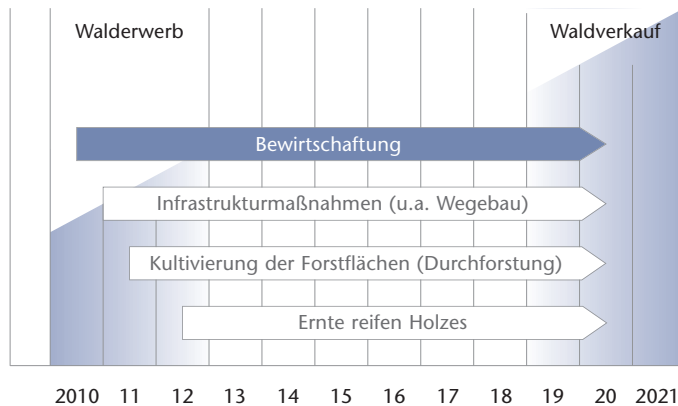 Walderwerb Waldverkauf
Bewirtschaftung
Infrastrukturmaßnahmen (u.a. Wegebau)
Kultivierung der Forstflächen (Durchforstung)
Ernte reifen Holzes
2010 11 12 13 14 15 16 17 18 19 20 2021